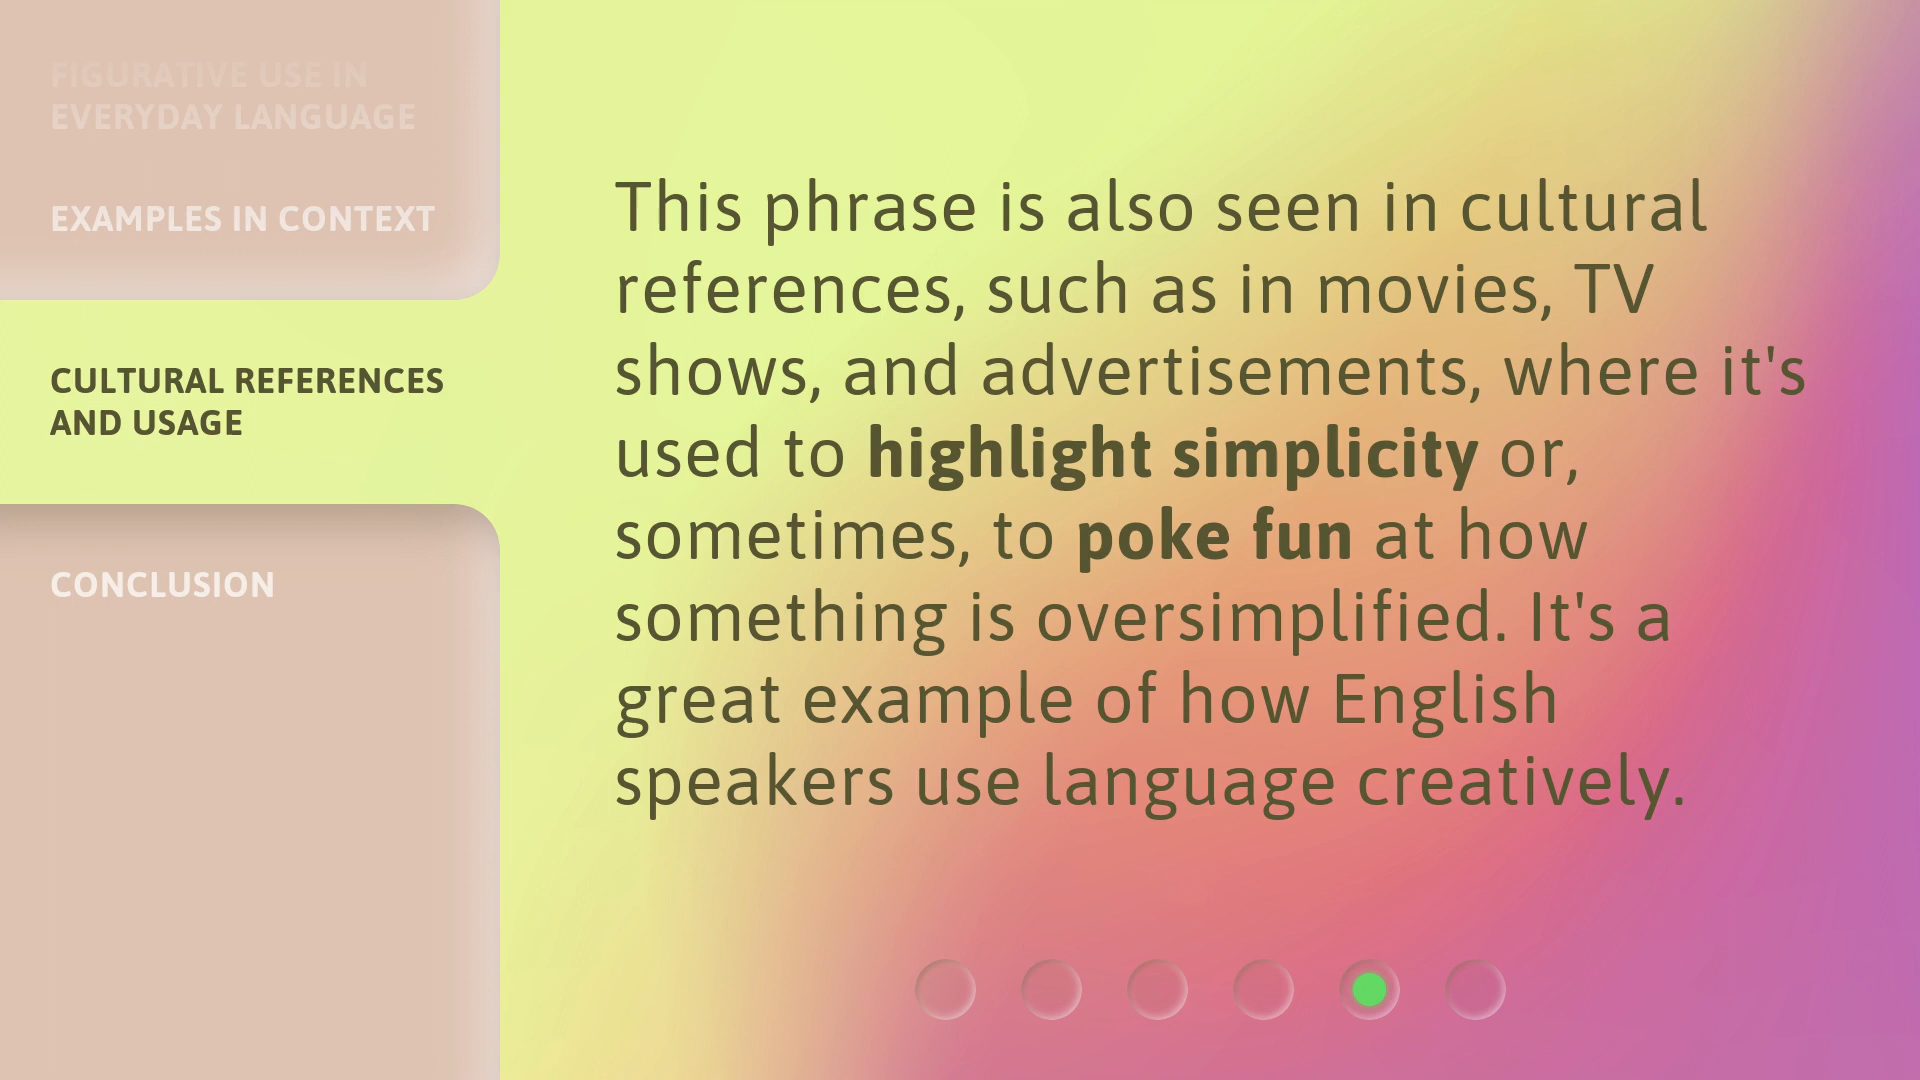 FIGURATIVE USE IN
EVERYDAY LANGUAGE
EXAMPLES IN CONTEXT
CULTURAL REFERENCES
AND USAGE
CONCLUSION
This phrase is also seen in cultural
references, such as in movies, TV
shows, and advertisements, where it's
used to highlight simplicity or,
sometimes, to poke fun at how
something is oversimplified. It's a
great example of how English
speakers use language creatively.